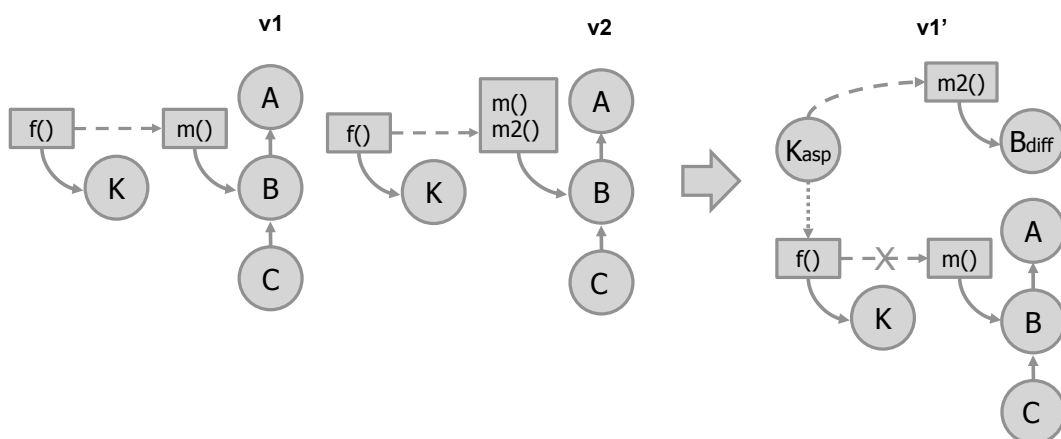 v1
v2
v1’
A
f()
m()
K
B
C
A
f()
m()
m2()
K
B
C
m2()
Kasp
Bdiff
A
f()
X
m()
K
B
C